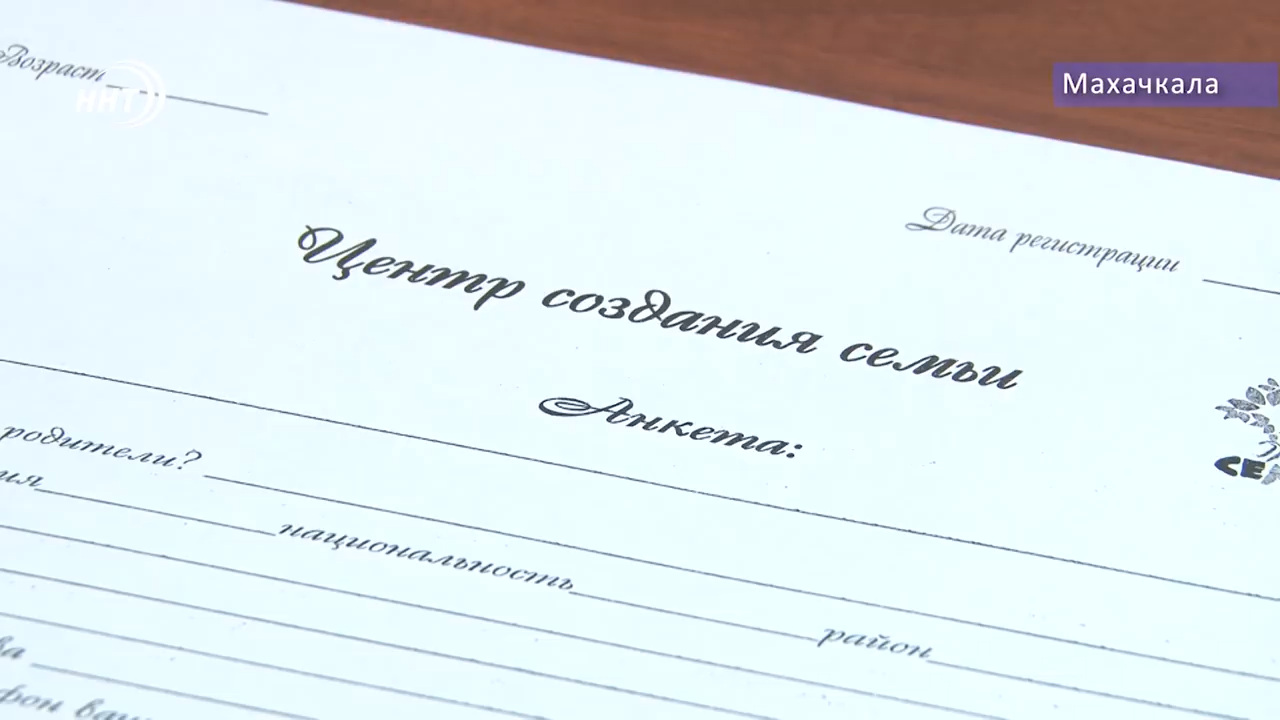 Возраст
ННТ
Махачкала
Дата регистрации
Центр создания семьи
Анкета:
родители?
национальность
район